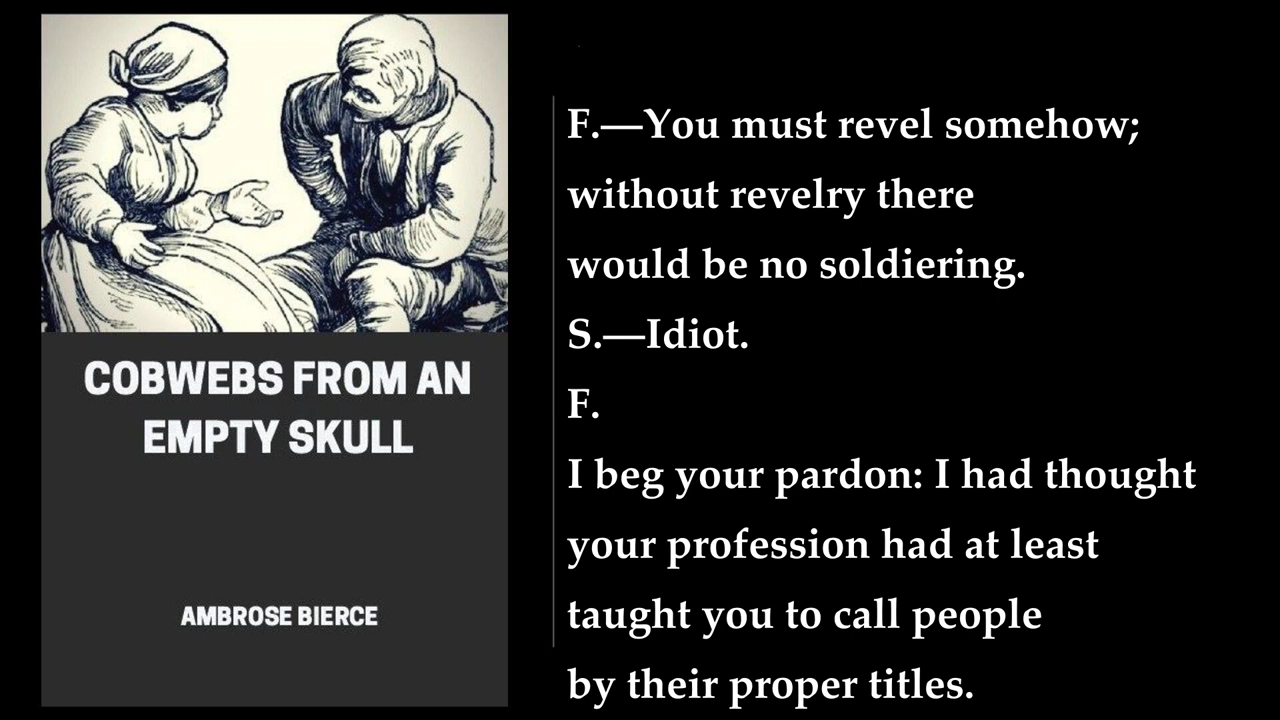 COBWEBS FROM AN
EMPTY SKULL
AMBROSE BIERCE
F.—You must revel somehow;
without revelry there
would be no soldiering.
S.—Idiot.
F.
I beg your pardon: I had thought
your profession had at least
taught you to call people
by their proper titles.